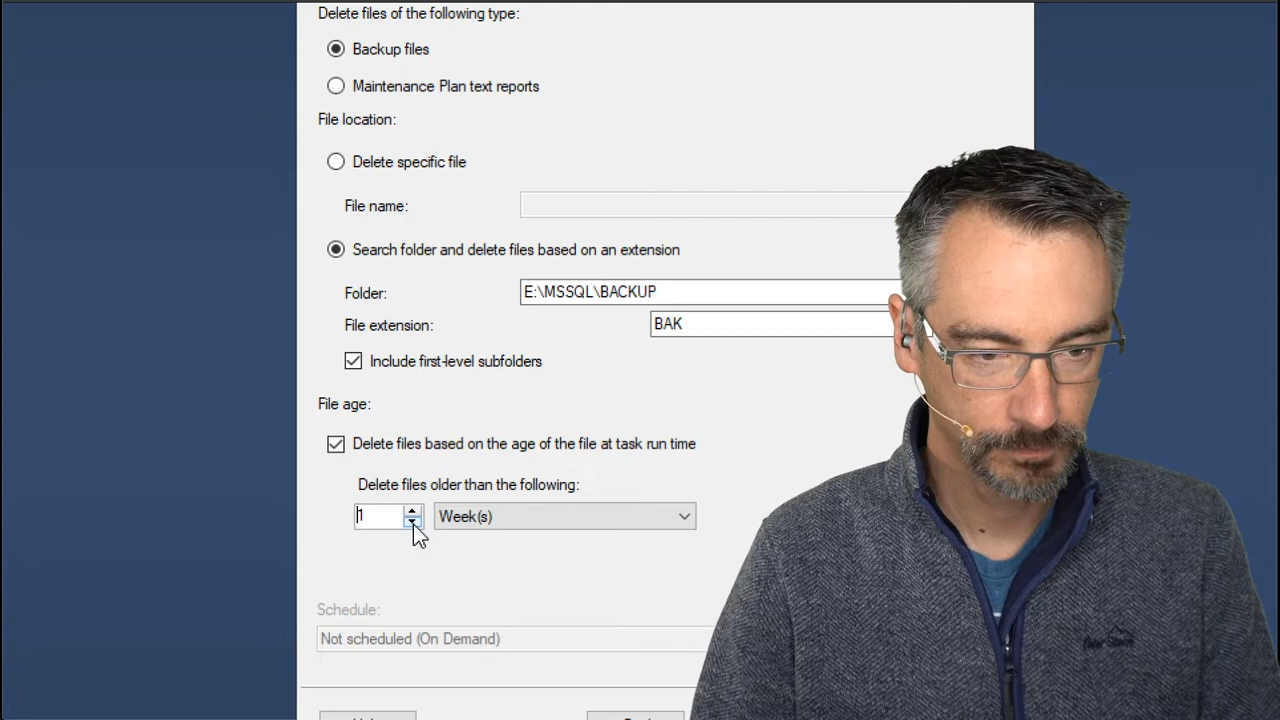 Delete files of the following type:
Backup files
Maintenance Plan text reports
File location:
Delete specific file
File name:
Search folder and delete files based on an extension
Folder: E:\MSSQL\BACKUP
File extension: BAK
Include first-level subfolders
File age:
Delete files based on the age of the file at task run time
Delete files older than the following:
1 Week(s)
Schedule:
Not scheduled (On Demand)